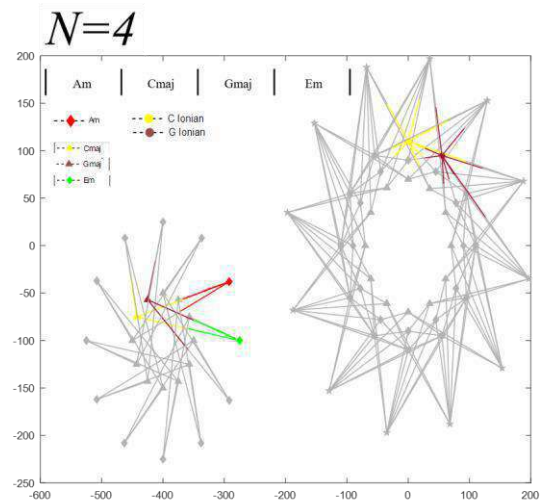 N=4
| Am | Cmaj | Gmaj | Em |
Am
Cmaj
Gmaj
Em
C Ionian
G Ionian
200
150
100
50
0
-50
-100
-150
-200
-250
-600 -500 -400 -300 -200 -100 0 100 200